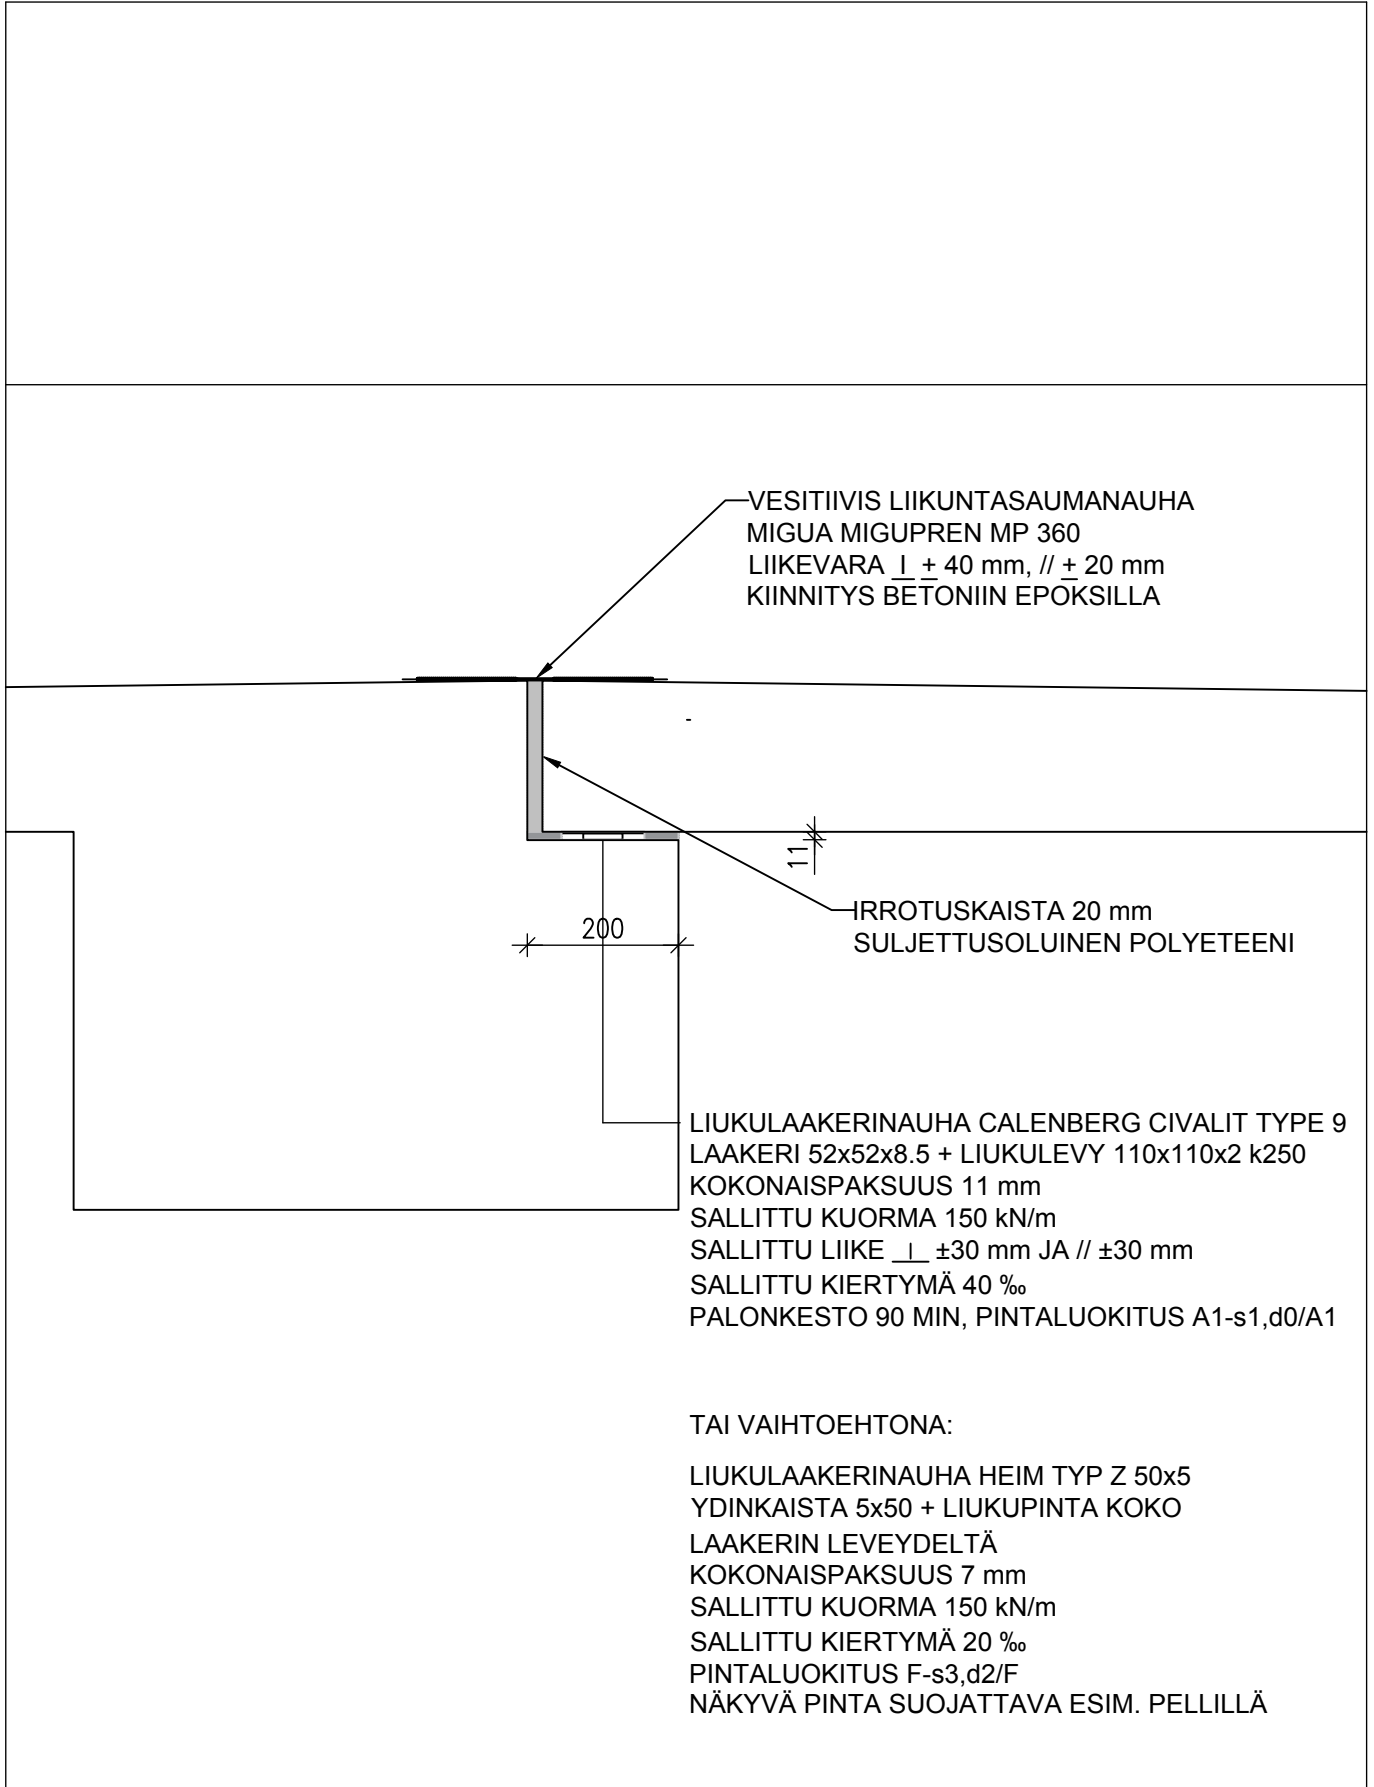 VESITIIVIS LIIKUNTASAUMANAUHA
MIGUA MIGUPREN MP 360
LIIKEVARA ⊥ ± 40 mm, // ± 20 mm
KIINNITYS BETONIIN EPOKSILLA
11
IRROTUSKAISTA 20 mm
200
SULJETTUSOLUINEN POLYETEENI
LIUKULAAKERINAUHA CALENBERG CIVALIT TYPE 9
LAAKERI 52x52x8.5 + LIUKULEVY 110x110x2 k250
KOKONAISPAKSUUS 11 mm
SALLITTU KUORMA 150 kN/m
SALLITTU LIIKE ⊥ ±30 mm JA // ±30 mm
SALLITTU KIERTYMÄ 40 ‰
PALONKESTO 90 MIN, PINTALUOKITUS A1-s1,d0/A1
TAI VAIHTOEHTONA:
LIUKULAAKERINAUHA HEIM TYP Z 50x5
YDINKAISTA 5x50 + LIUKUPINTA KOKO
LAAKERIN LEVEYDELTÄ
KOKONAISPAKSUUS 7 mm
SALLITTU KUORMA 150 kN/m
SALLITTU KIERTYMÄ 20 ‰
PINTALUOKITUS F-s3,d2/F
NÄKYVÄ PINTA SUOJATTAVA ESIM. PELLILLÄ